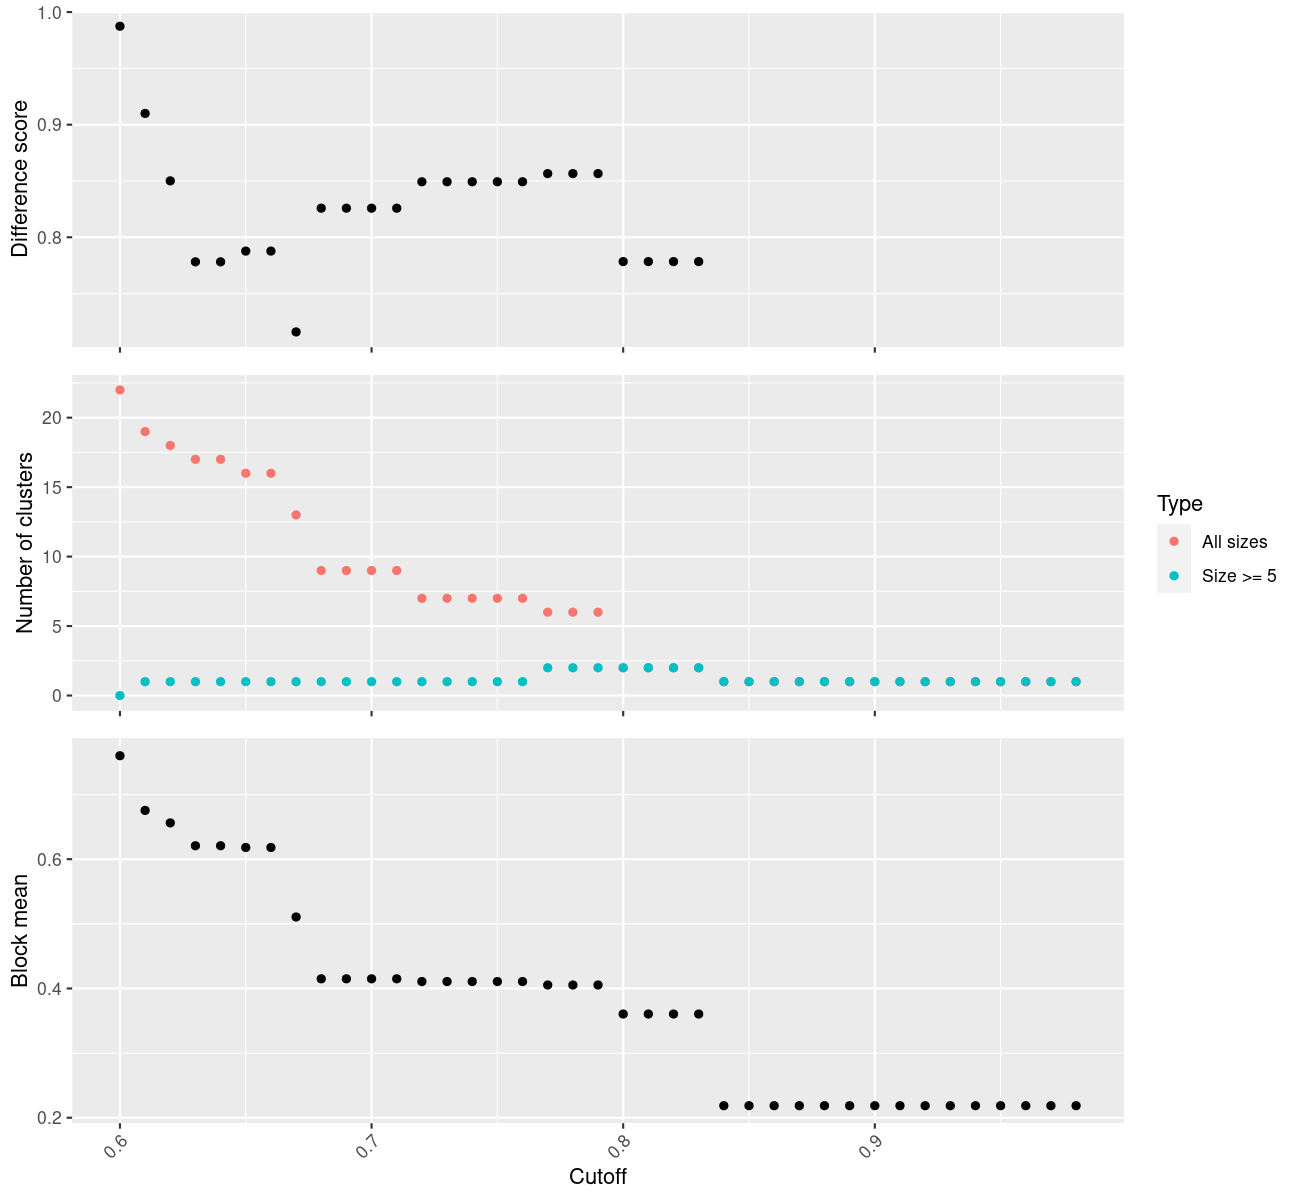 1.0
0.9
0.8
Difference score
20
15
10
5
0
Number of clusters
Type
All sizes
Size >= 5
0.6
0.4
0.2
Block mean
0.6
0.7
0.8
0.9
Cutoff